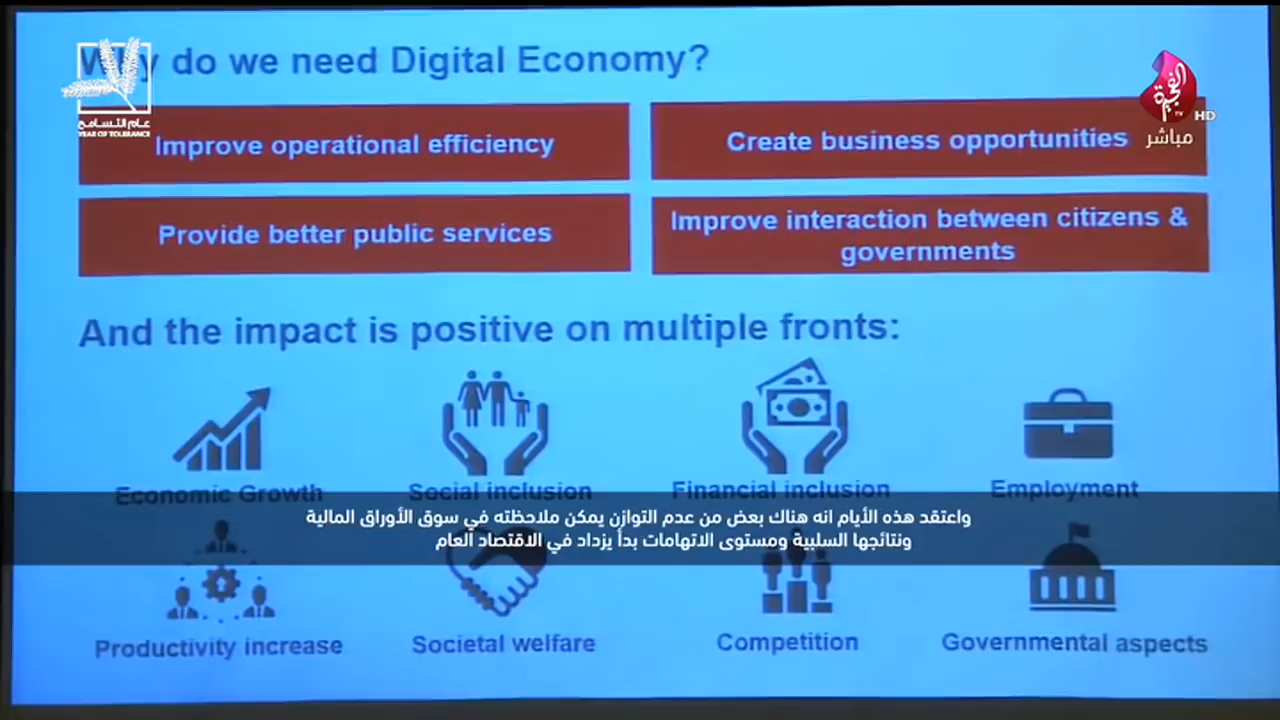 Why do we need Digital Economy?
عام التسامح
YEAR OF TOLERANCE
الفجيرة
TV
HD
مباشر
Improve operational efficiency
Create business opportunities
Provide better public services
Improve interaction between citizens &
governments
And the impact is positive on multiple fronts:
Economic Growth
Social inclusion
Financial inclusion
Employment
واعتقد هذه الأيام انه هناك بعض من عدم التوازن يمكن ملاحظته في سوق الأوراق المالية
ونتائجها السلبية ومستوى الاتهامات بدأ يزداد في الاقتصاد العام
Productivity increase
Societal welfare
Competition
Governmental aspects